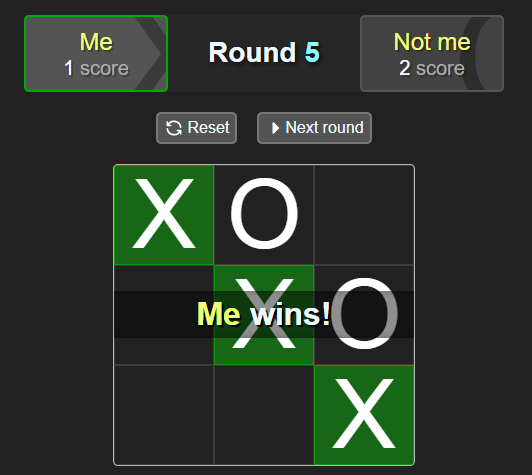 Me
1 score
Round 5
Not me
2 score
Reset
Next round
X O
X O
Me wins!
X